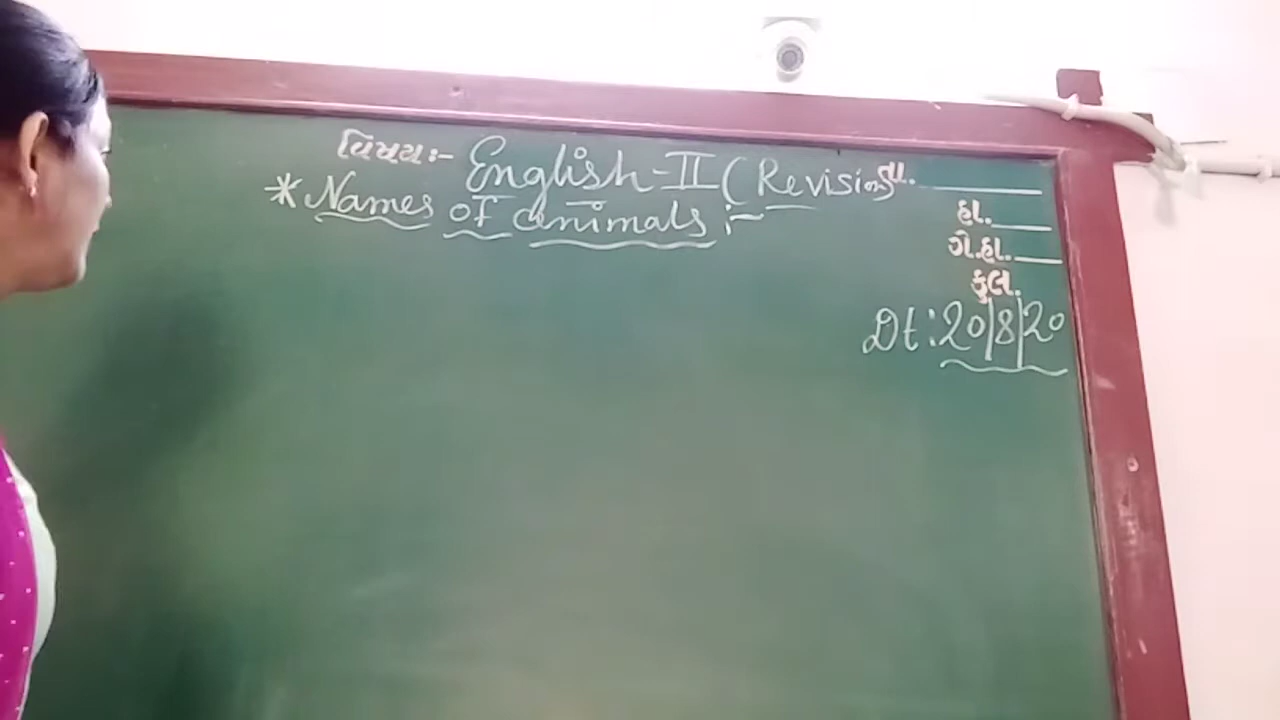 વિષયઃ- English-II (Revision)
તા.
* Names of animals :-
હા.
ગે.હા.
કુલ.
Dt: 20|8|20